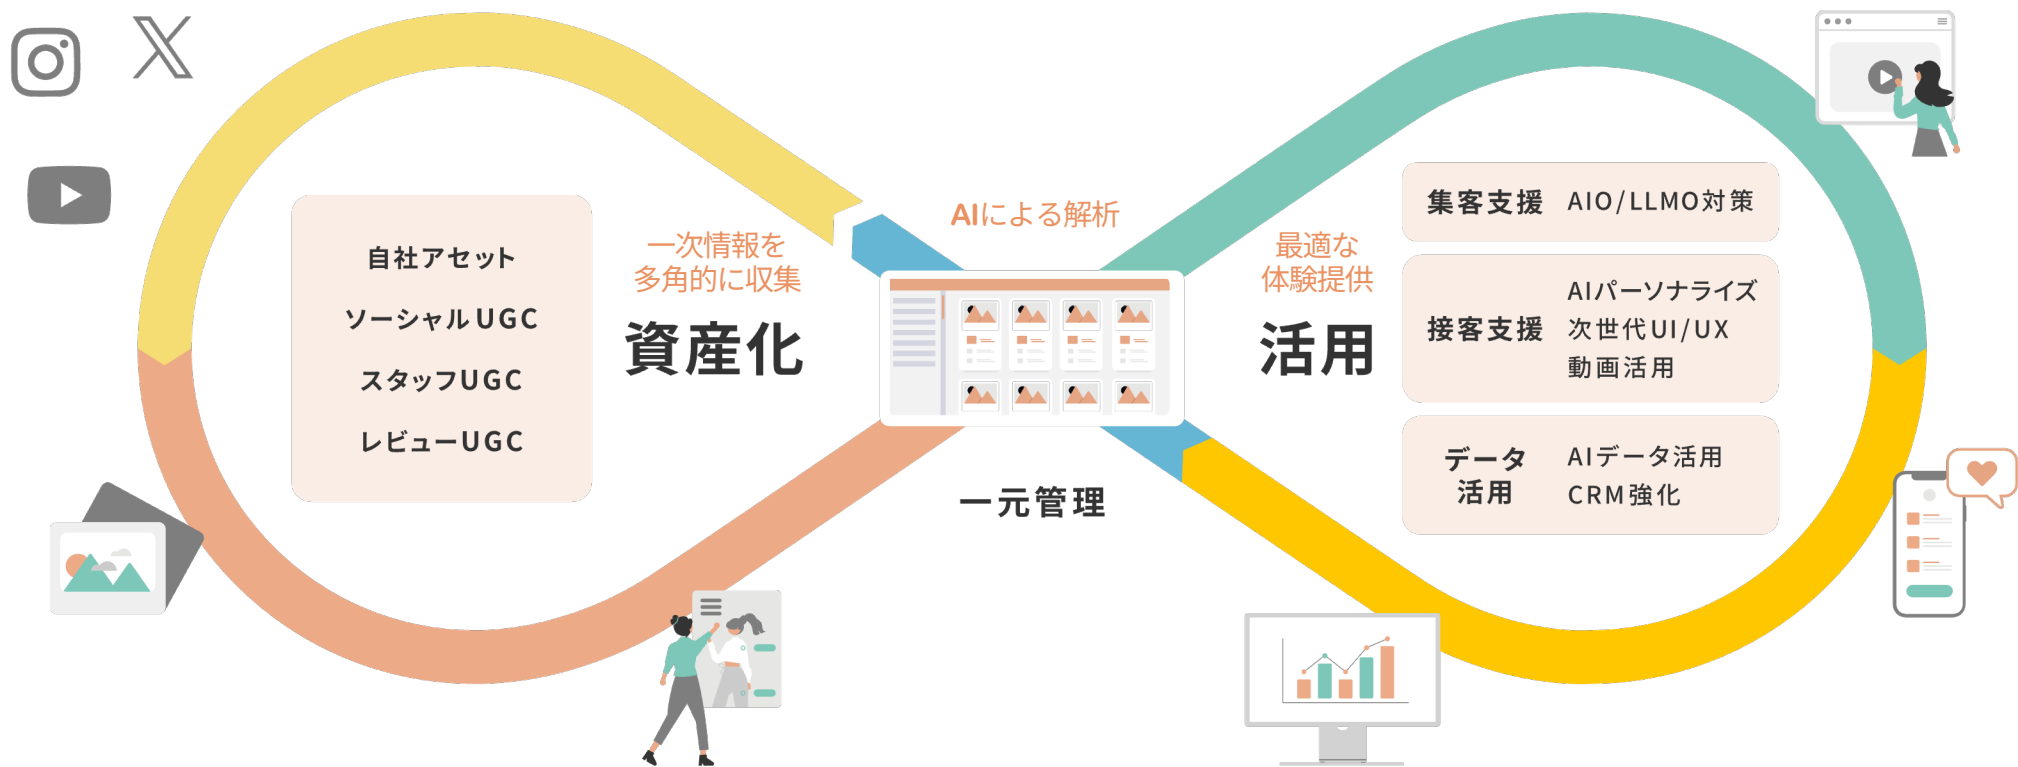 自社アセット
ソーシャルUGC
スタッフUGC
レビューUGC
一次情報を
多角的に収集
資産化
AIによる解析
一元管理
最適な
体験提供
活用
集客支援 AIO/LLMO対策
接客支援
AIパーソナライズ
次世代UI/UX
動画活用
データ
活用
AIデータ活用
CRM強化